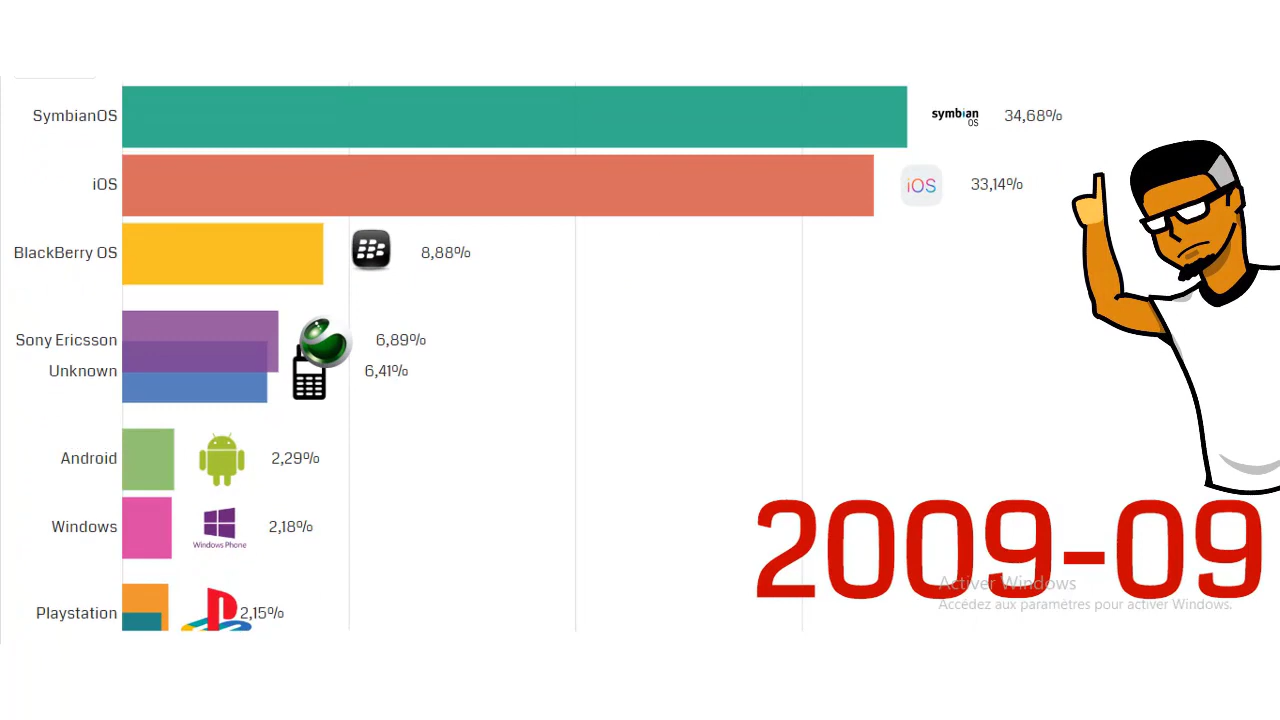 SymbianOS symbian OS 34,68%
iOS iOS 33,14%
BlackBerry OS 8,88%
Sony Ericsson 6,89%
Unknown 6,41%
Android 2,29%
Windows Windows Phone 2,18%
Playstation 2,15%
2009-09
Activer Windows
Accédez aux paramètres pour activer Windows.